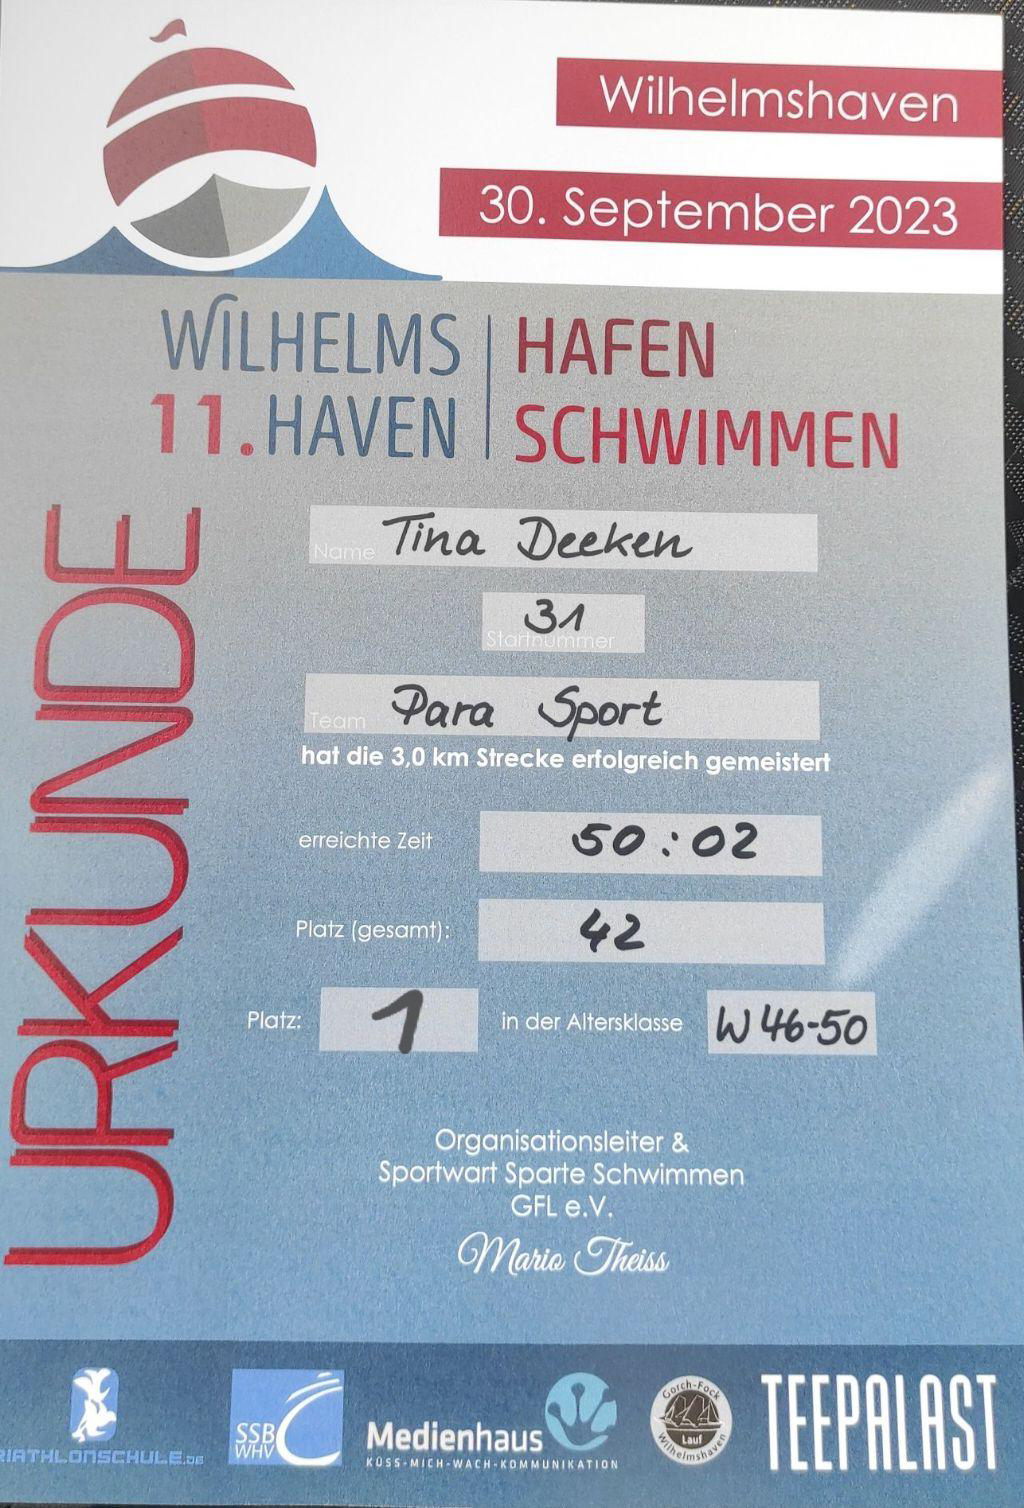 Wilhelmshaven
30. September 2023
WILHELMS HAFEN
11. HAVEN SCHWIMMEN
URKUNDE
Name Tina Deeken
31
Startnummer
Team Para Sport
hat die 3,0 km Strecke erfolgreich gemeistert
erreichte Zeit 50:02
Platz (gesamt): 42
Platz: 1 in der Altersklasse W 46-50
Organisationsleiter &
Sportwart Sparte Schwimmen
GFL e.V.
Mario Theiss
RIATHLONSCHULE.DE
SSB
WHV
Medienhaus
KÜSS-MICH-WACH-KOMMUNIKATION
Gorch-Fock
Lauf
Wilhelmshaven
TEEPALAST